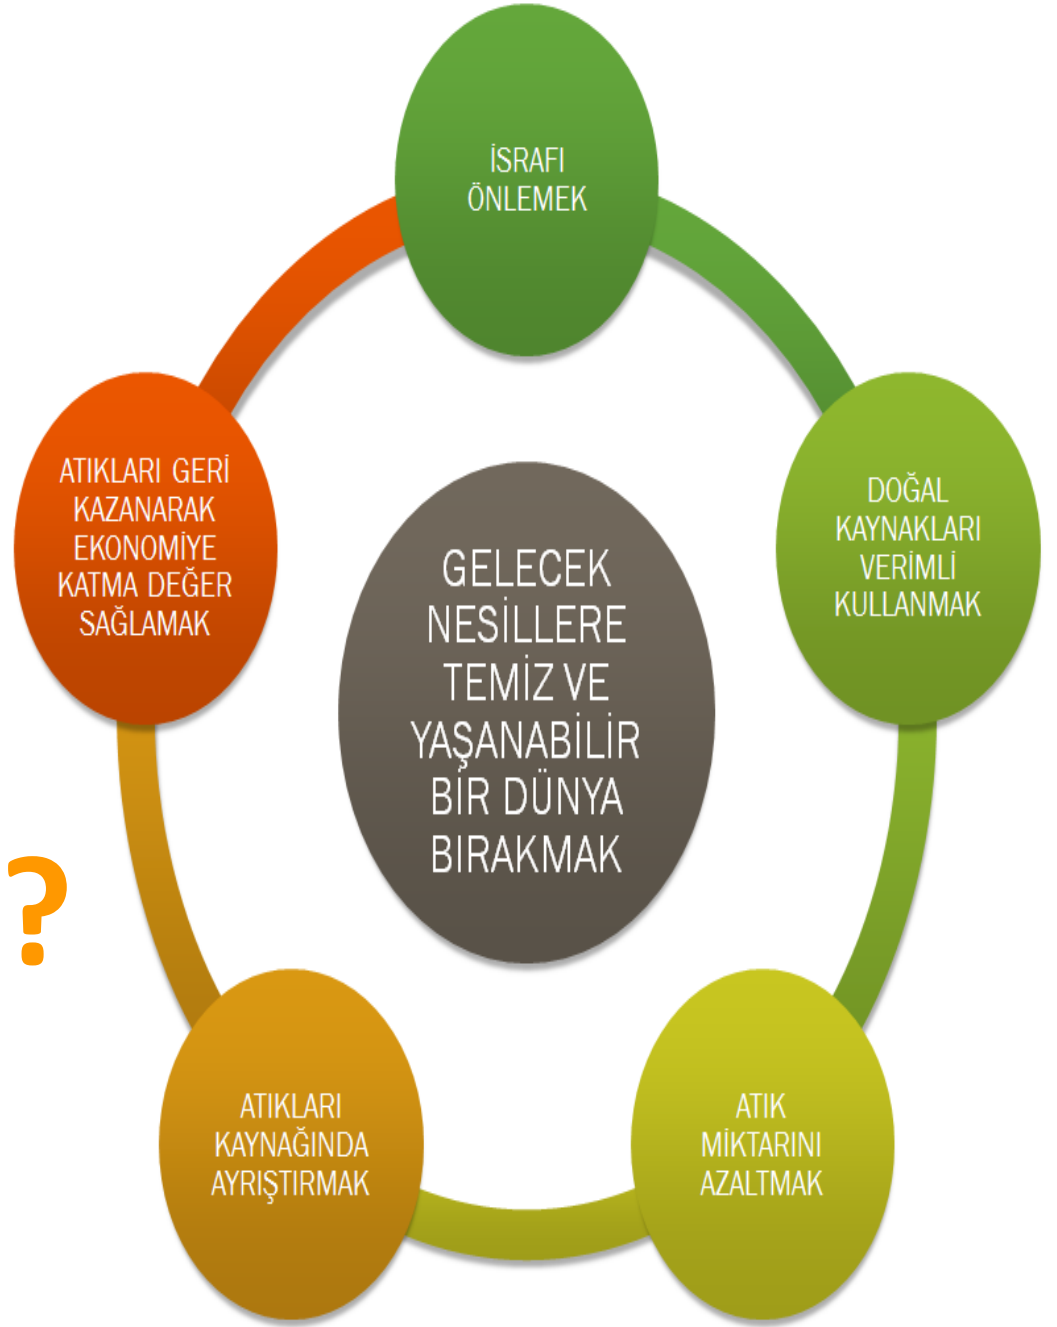 İSRAFI
ÖNLEMEK
DOĞAL
KAYNAKLARI
VERİMLİ
KULLANMAK
ATIK
MİKTARINI
AZALTMAK
ATIKLARI
KAYNAĞINDA
AYRIŞTIRMAK
ATIKLARI GERİ
KAZANARAK
EKONOMİYE
KATMA DEĞER
SAĞLAMAK
GELECEK
NESİLLERE
TEMİZ VE
YAŞANABİLİR
BİR DÜNYA
BIRAKMAK
?